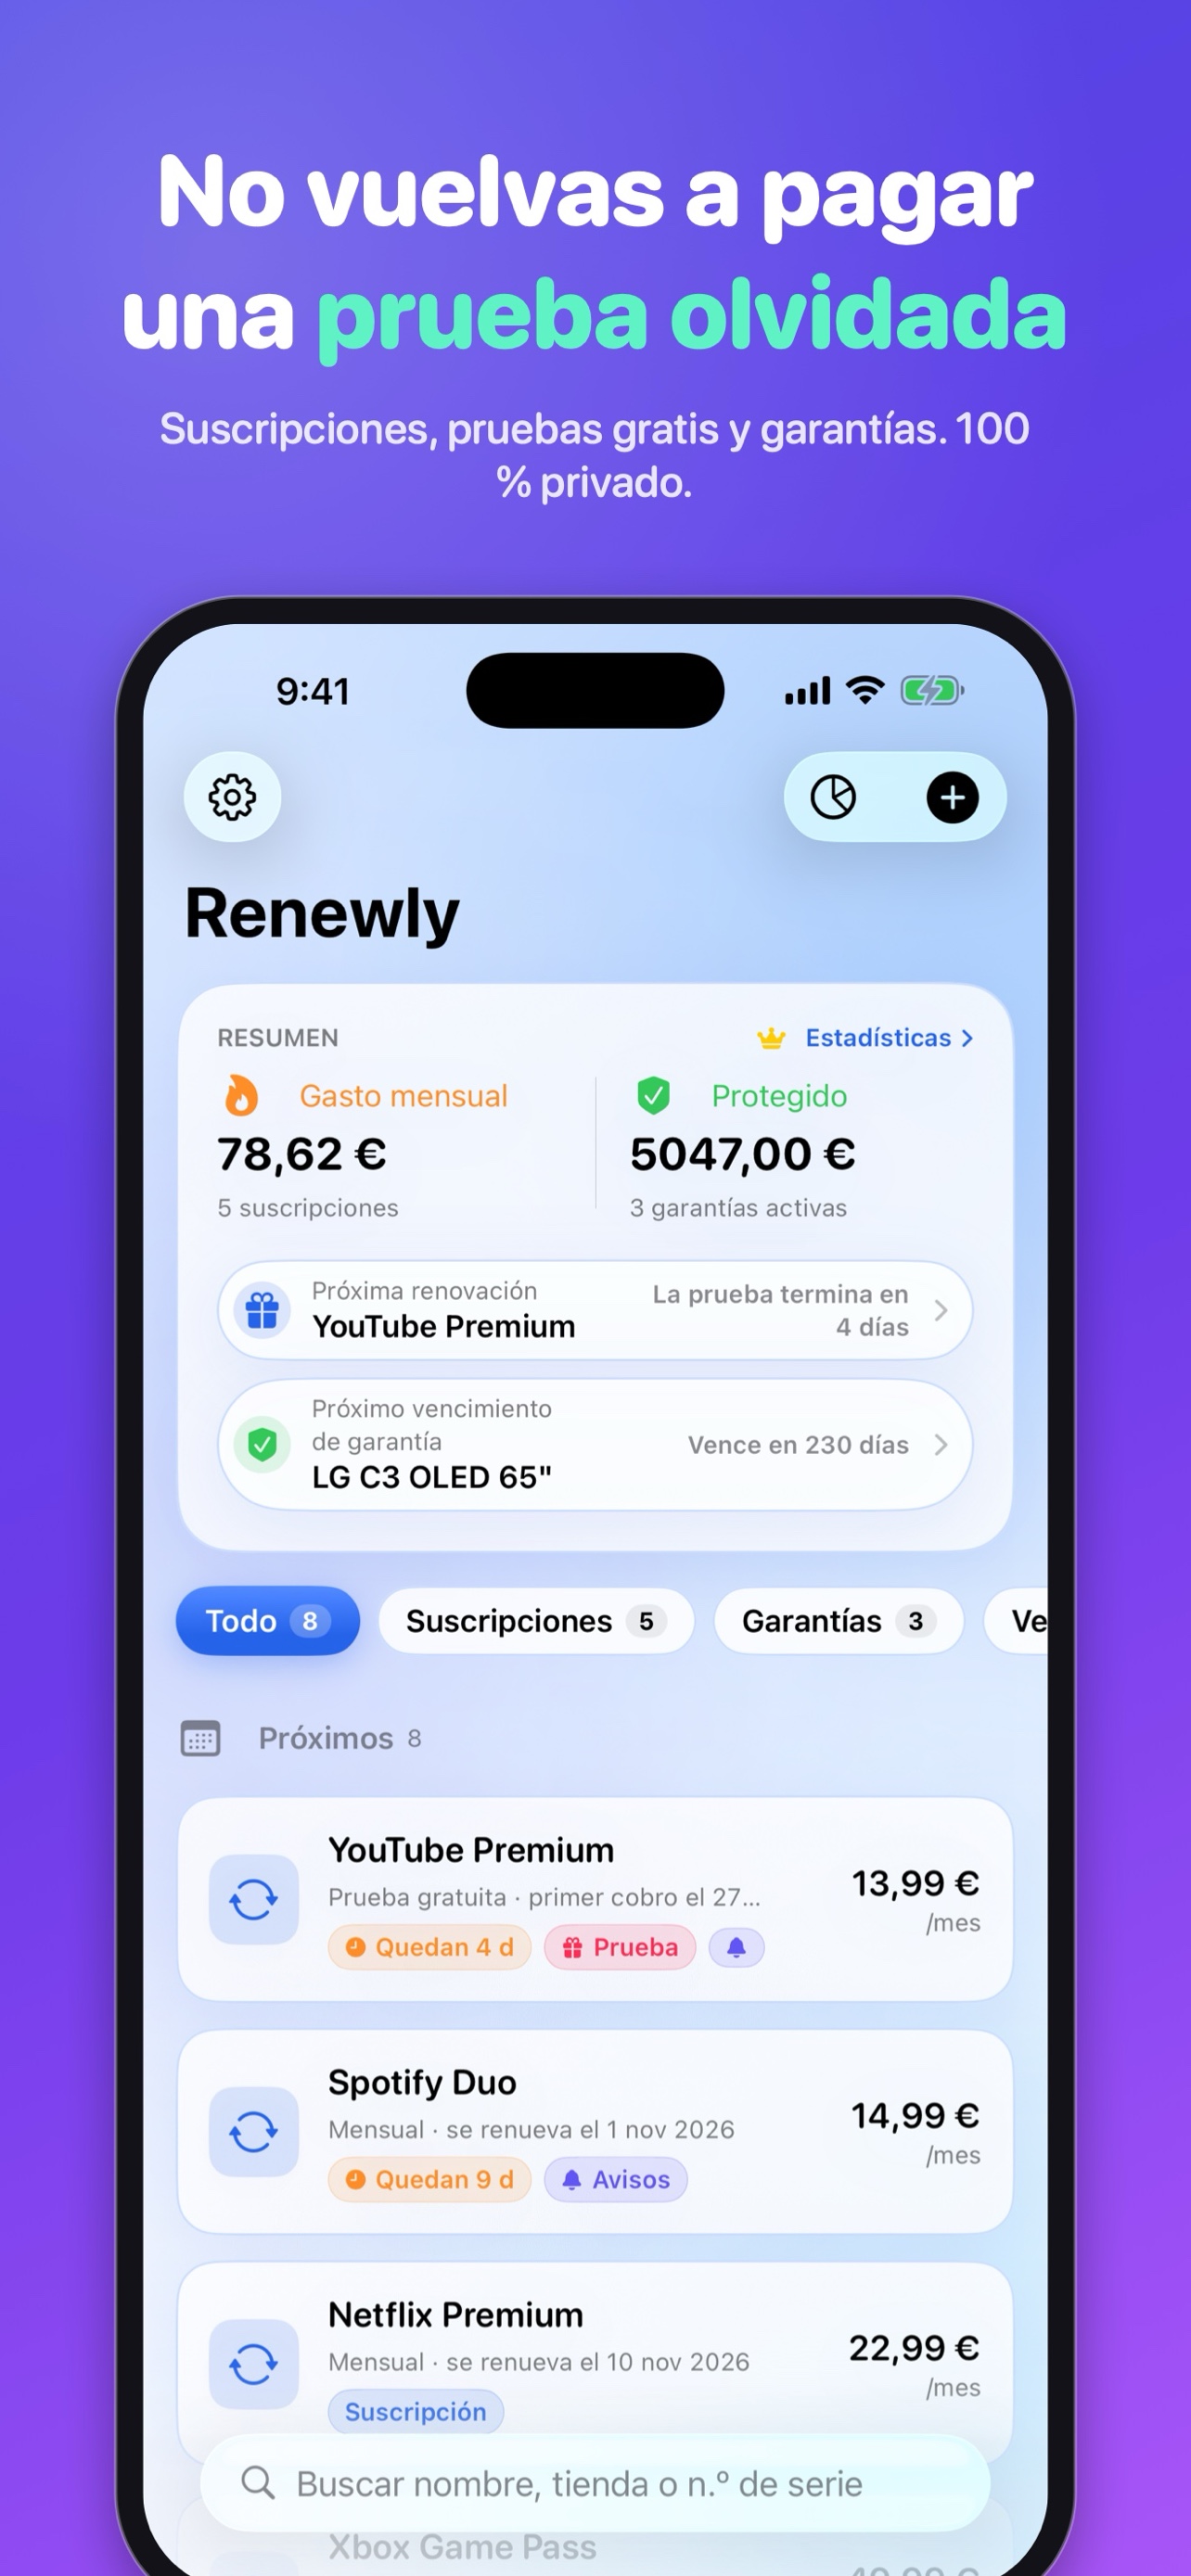 No vuelvas a pagar
una prueba olvidada
Suscripciones, pruebas gratis y garantías. 100
% privado.
9:41
Renewly
RESUMEN
Estadísticas
Gasto mensual
78,62 €
5 suscripciones
Protegido
5047,00 €
3 garantías activas
Próxima renovación
YouTube Premium
La prueba termina en
4 días
Próximo vencimiento
de garantía
LG C3 OLED 65"
Vence en 230 días
Todo 8
Suscripciones 5
Garantías 3
Ve
Próximos 8
YouTube Premium
Prueba gratuita · primer cobro el 27...
Quedan 4 d
Prueba
13,99 €
/mes
Spotify Duo
Mensual · se renueva el 1 nov 2026
Quedan 9 d
Avisos
14,99 €
/mes
Netflix Premium
Mensual · se renueva el 10 nov 2026
Suscripción
22,99 €
/mes
Buscar nombre, tienda o n.º de serie
Xbox Game Pass